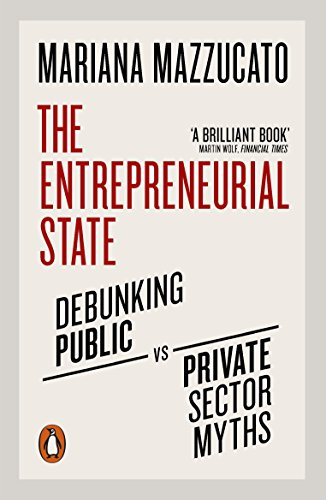 MARIANA MAZZUCATO
THE
ENTREPRENEURIAL
STATE
‘A BRILLIANT BOOK’
MARTIN WOLF, FINANCIAL TIMES
DEBUNKING
PUBLIC
vs
PRIVATE
SECTOR
MYTHS